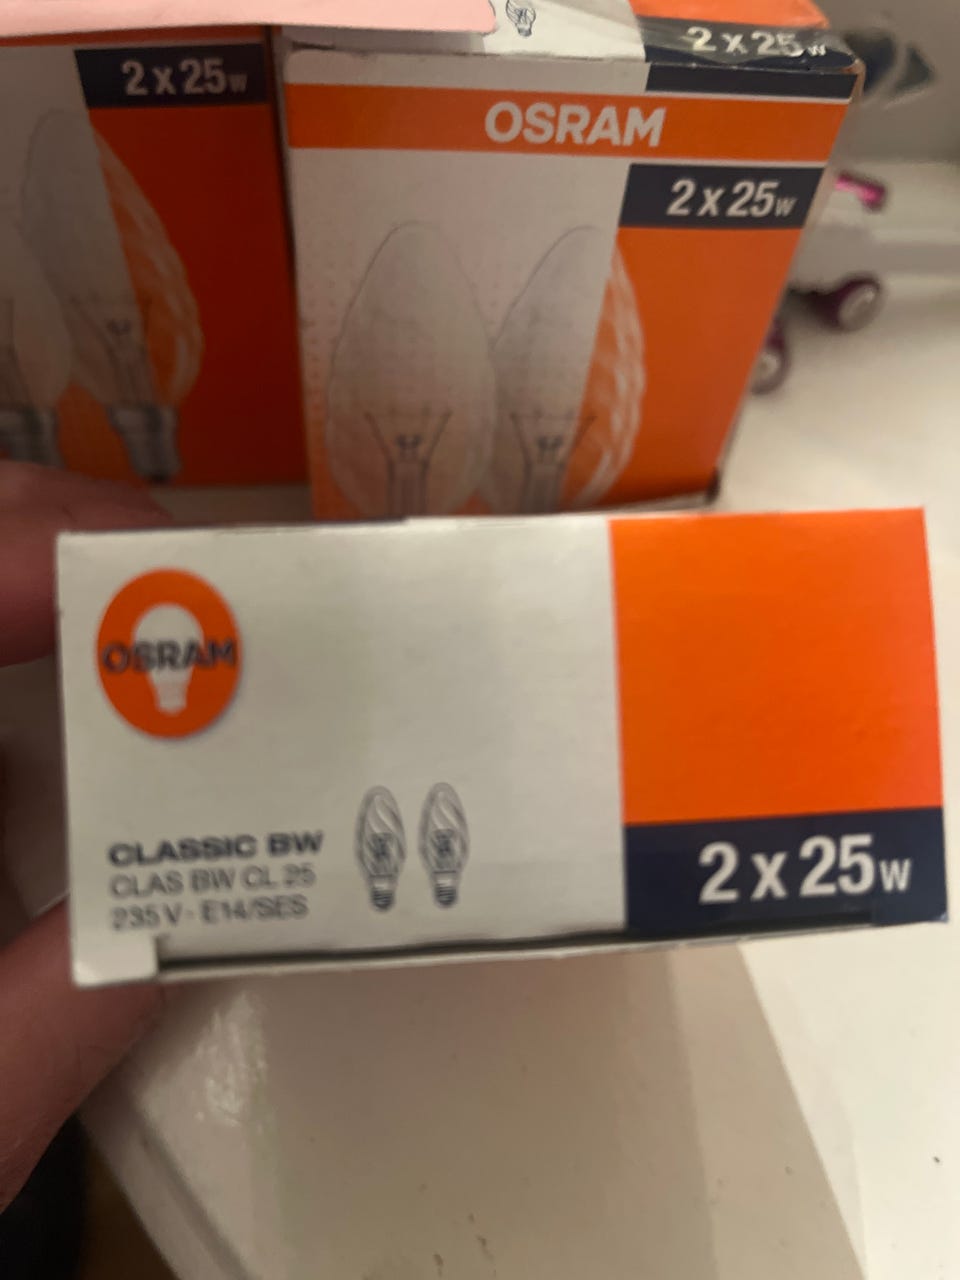 2 x 25w
2 x 25w
OSRAM
2 x 25w
OSRAM
CLASSIC BW
CLAS BW CL 25
235 V - E14/SES
2 x 25w